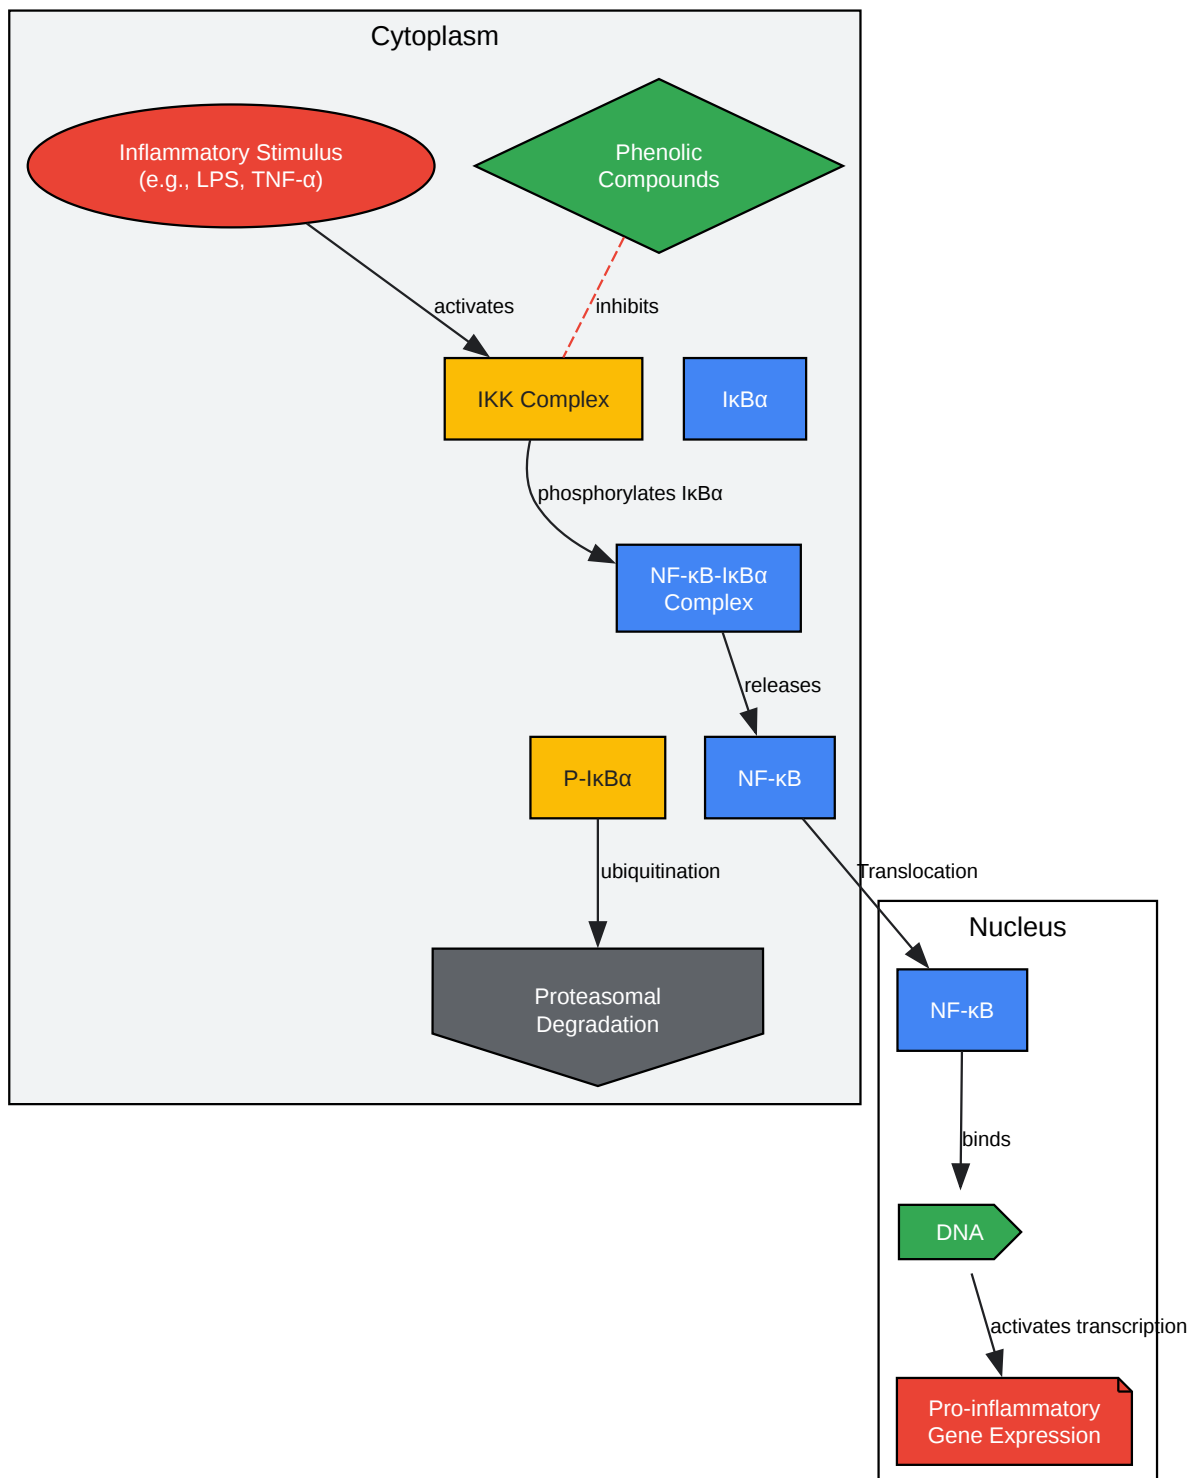 Cytoplasm
Inflammatory Stimulus
(e.g., LPS, TNF-α)
Phenolic
Compounds
activates
inhibits
IKK Complex
IκBα
phosphorylates IκBα
NF-κB-IκBα
Complex
releases
P-IκBα
NF-κB
ubiquitination
Translocation
Nucleus
Proteasomal
Degradation
NF-κB
binds
DNA
activates transcription
Pro-inflammatory
Gene Expression